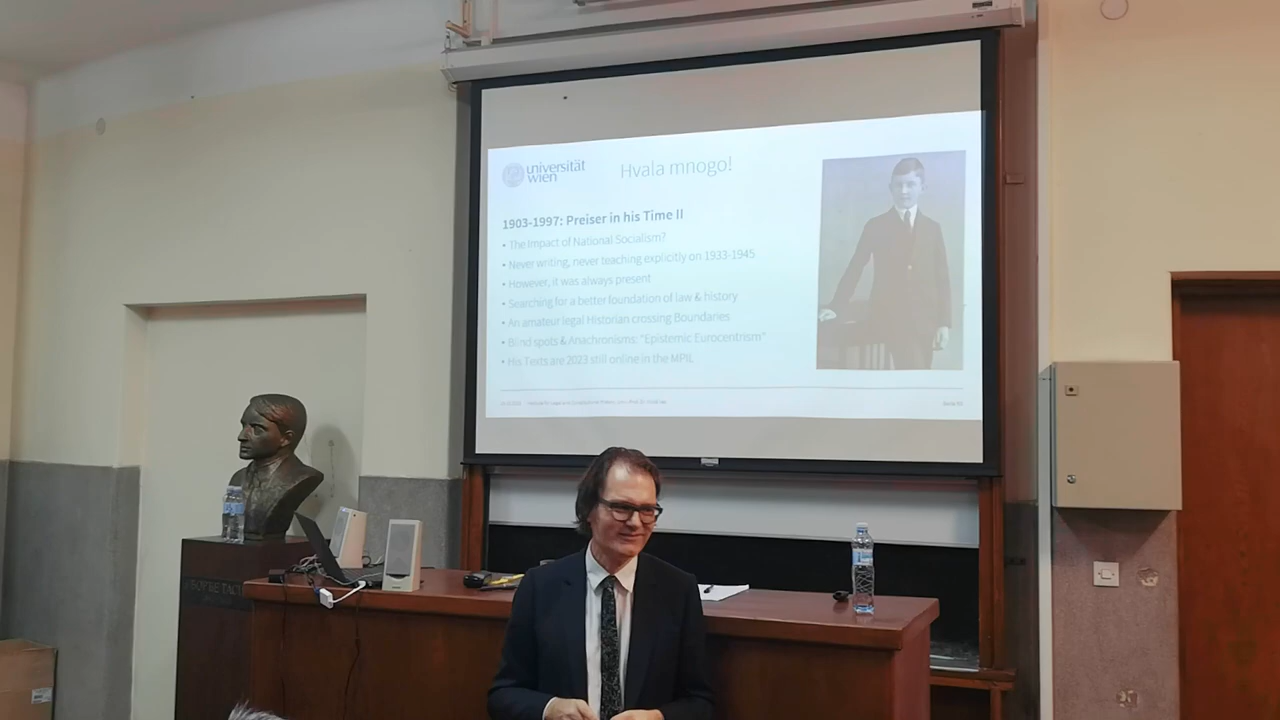 universität
wien
Hvala mnogo!
1903-1997: Preiser in his Time II
• The Impact of National Socialism?
• Never writing, never teaching explicitly on 1933-1945
• However, it was always present
• Searching for a better foundation of law & history
• An amateur legal Historian crossing Boundaries
• Blind spots & Anachronisms: "Epistemic Eurocentrism"
• His Texts are 2023 still online in the MPIL